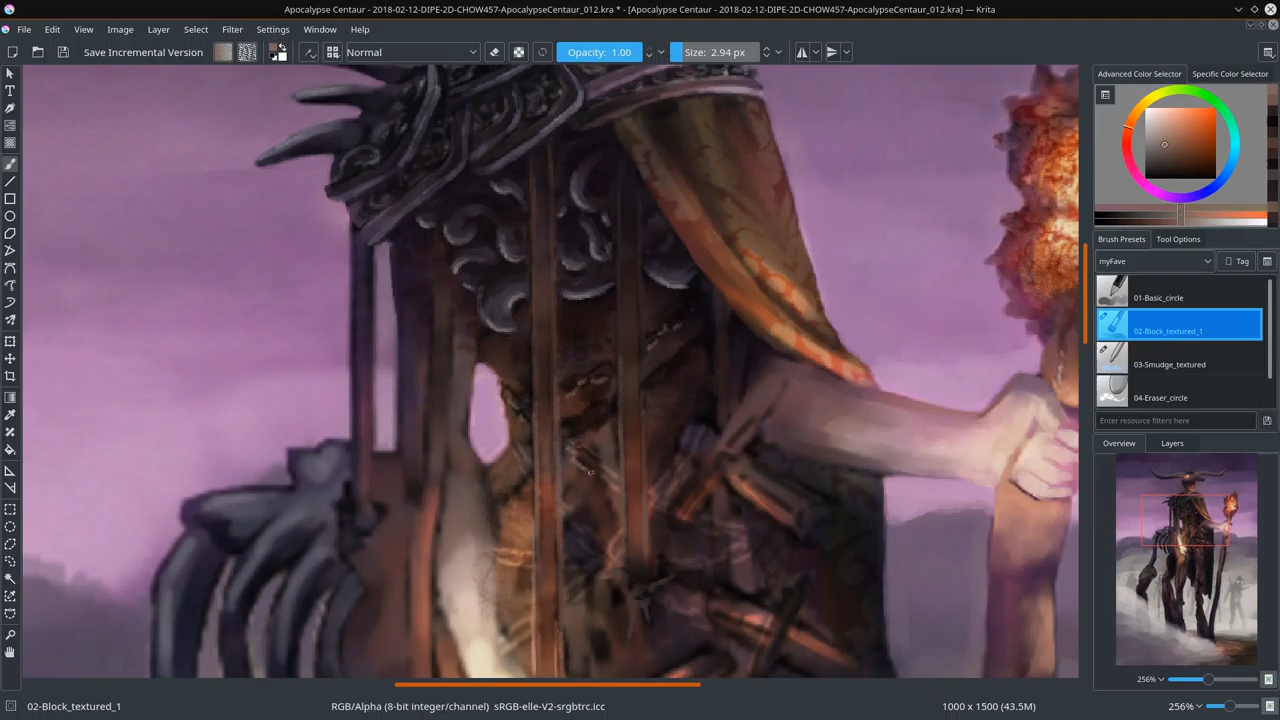 Apocalypse Centaur - 2018-02-12-DIPE-2D-CHOW457-ApocalypseCentaur_012.kra * - [Apocalypse Centaur - 2018-02-12-DIPE-2D-CHOW457-ApocalypseCentaur_012.kra] — Krita
File Edit View Image Layer Select Filter Settings Window Help
Save Incremental Version Normal Opacity: 1.00 Size: 2.94 px
Advanced Color Selector Specific Color Selector
Brush Presets Tool Options
myFave Tag
01-Basic_circle
02-Block_textured_1
03-Smudge_textured
04-Eraser_circle
Enter resource filters here
Overview Layers
256%
02-Block_textured_1 RGB/Alpha (8-bit integer/channel) sRGB-elle-V2-srgbtrc.icc 1000 x 1500 (43.5M) 256%